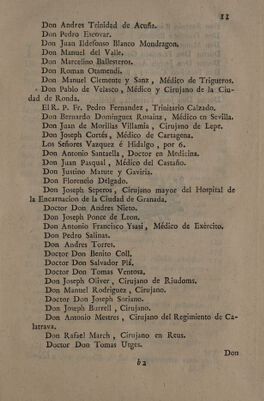 11
Don Andres Trinidad de Acuña.
Don Pedro Escovar.
Don Juan Ildefonso Blanco Mondragon.
Don Manuel del Valle.
Don Marcelino Ballesteros.
Don Roman Otamendi.
Don Manuel Clemente y Sanz, Médico de Trigueros.
Don Pablo de Velasco, Médico y Cirujano de la Ciu-
dad de Ronda.
El R. P. Fr. Pedro Fernandez, Trinitario Calzado.
Don Bernardo Dominguez Rosainz, Médico en Sevilla.
Don Juan de Morillas Villamia, Cirujano de Lepe.
Don Joseph Cortés, Médico de Cartagena.
Los Señores Vazquez é Hidalgo, por 6.
Don Antonio Santaella, Doctor en Medicina.
Don Juan Pasqual, Médico del Castaño.
Don Justino Matute y Gaviria.
Don Florencio Delgado.
Don Joseph Seperos, Cirujano mayor del Hospital de
la Encarnacion de la Ciudad de Granada.
Doctor Don Andres Nieto.
Don Joseph Ponce de Leon.
Don Antonio Francisco Ysasi, Médico de Exército.
Don Pedro Salinas.
Don Andres Torres.
Doctor Don Benito Coll.
Doctor Don Salvador Piá.
Doctor Don Tomas Ventosa.
Don Joseph Oliver, Cirujano de Riudoms.
Don Manuel Rodriguez, Cirujano.
Doctor Don Joseph Soriano.
Don Joseph Borrell, Cirujano.
Don Antonio Mestres, Cirujano del Regimiento de Ca-
latrava.
Don Rafael March, Cirujano en Reus.
Doctor Don Tomas Urges.
b2
Don